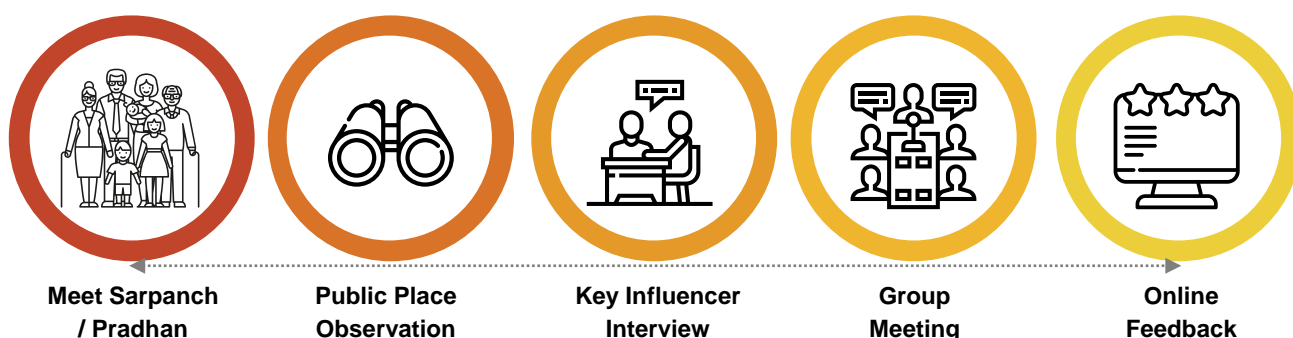 Meet Sarpanch
/ Pradhan
Public Place
Observation
Key Influencer
Interview
Group
Meeting
Online
Feedback